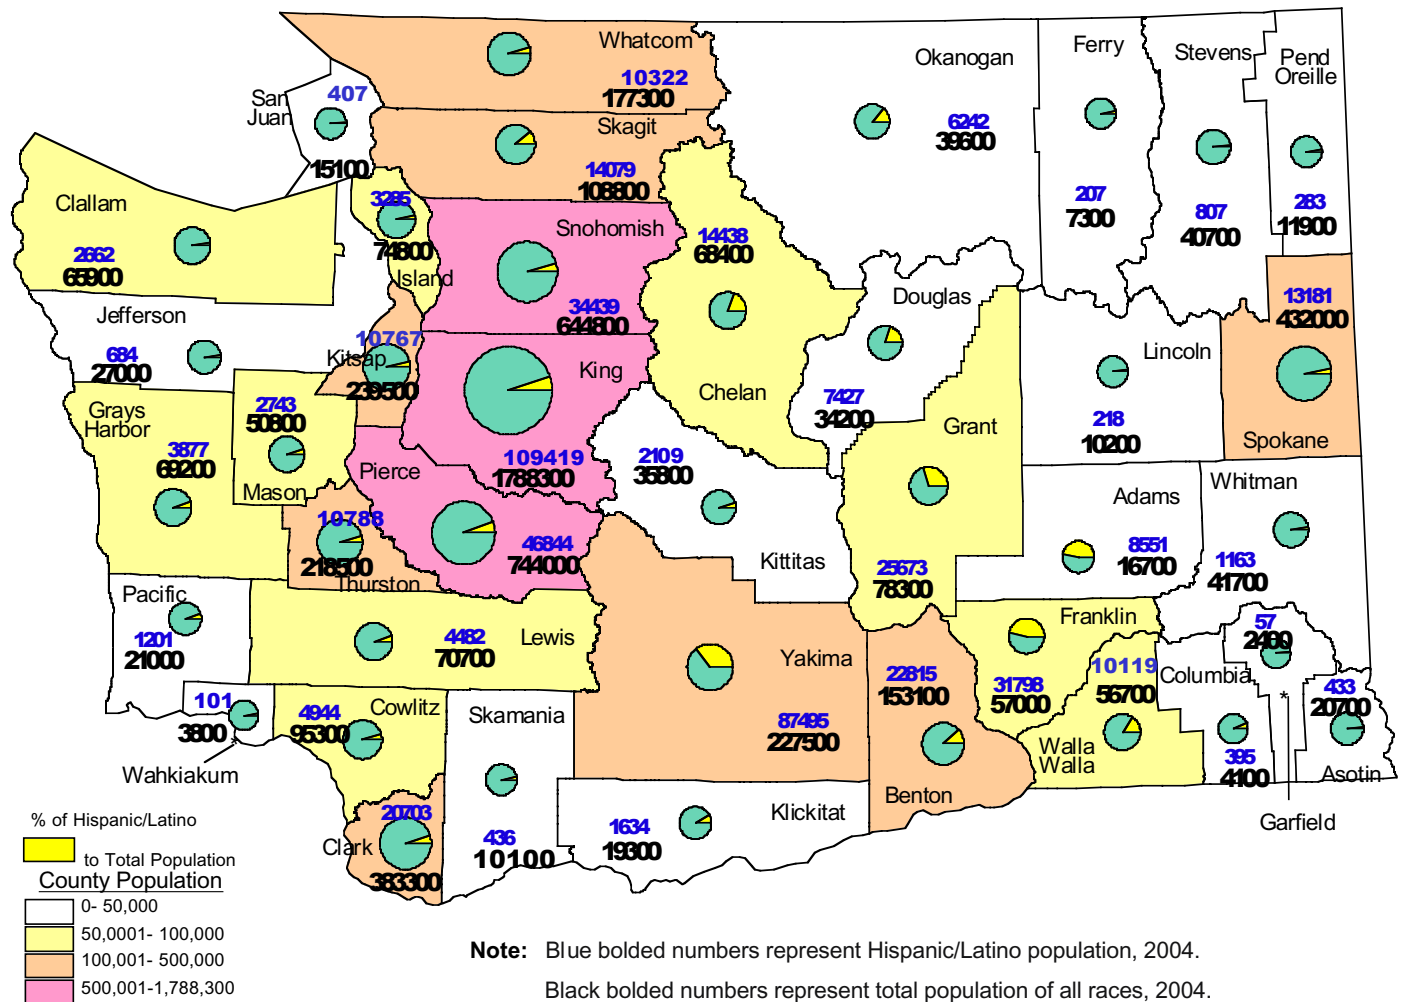 Whatcom
10322
177300
San
Juan
407
15100
Skagit
14079
108800
Okanogan
6242
39600
Ferry
207
7300
Stevens
807
40700
Pend
Oreille
283
11900
Clallam
2662
65900
3285
74800
Island
Snohomish
34439
644800
14438
68400
Chelan
Douglas
7427
34200
Jefferson
684
27000
10767
Kitsap
239500
King
109419
1788300
Grant
25673
78300
Lincoln
218
10200
13181
432000
Spokane
Grays
Harbor
3877
69200
2743
50800
Mason
Pierce
46844
744000
2109
35800
Kittitas
Adams
8551
16700
Whitman
1163
41700
10788
218500
Thurston
Pacific
1201
21000
Lewis
4482
70700
Yakima
87495
227500
22815
153100
Benton
Franklin
31798
57000
10119
56700
Walla
Walla
Columbia
395
4100
57
2400
*
Garfield
433
20700
Asotin
101
3800
*
Wahkiakum
4944
Cowlitz
95300
Skamania
436
10100
20703
Clark
383300
1634
19300
Klickitat
% of Hispanic/Latino
to Total Population
County Population
0- 50,000
50,0001- 100,000
100,001- 500,000
500,001-1,788,300
Note: Blue bolded numbers represent Hispanic/Latino population, 2004.
Black bolded numbers represent total population of all races, 2004.